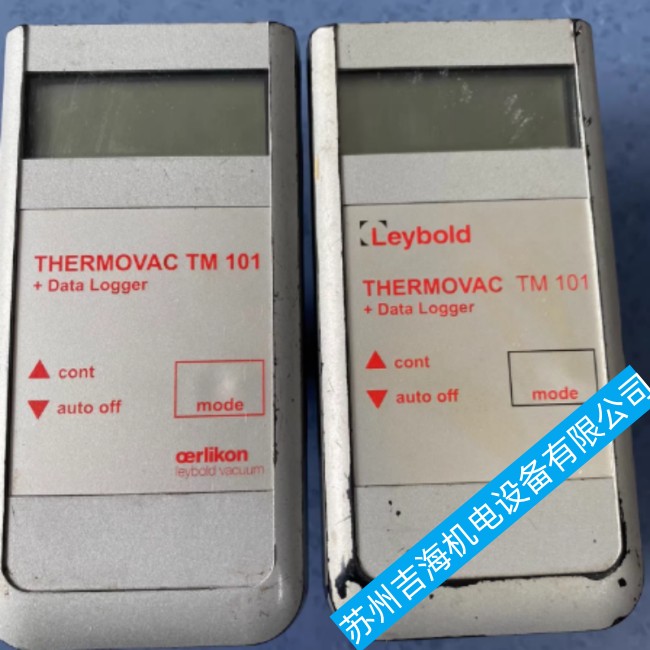 THERMOVAC TM 101
+ Data Logger
▲ cont
▼ auto off
mode
œrlikon
leybold vacuum
Leybold
THERMOVAC TM 101
+ Data Logger
▲ cont
▼ auto off
mode
苏州吉海机电设备有限公司